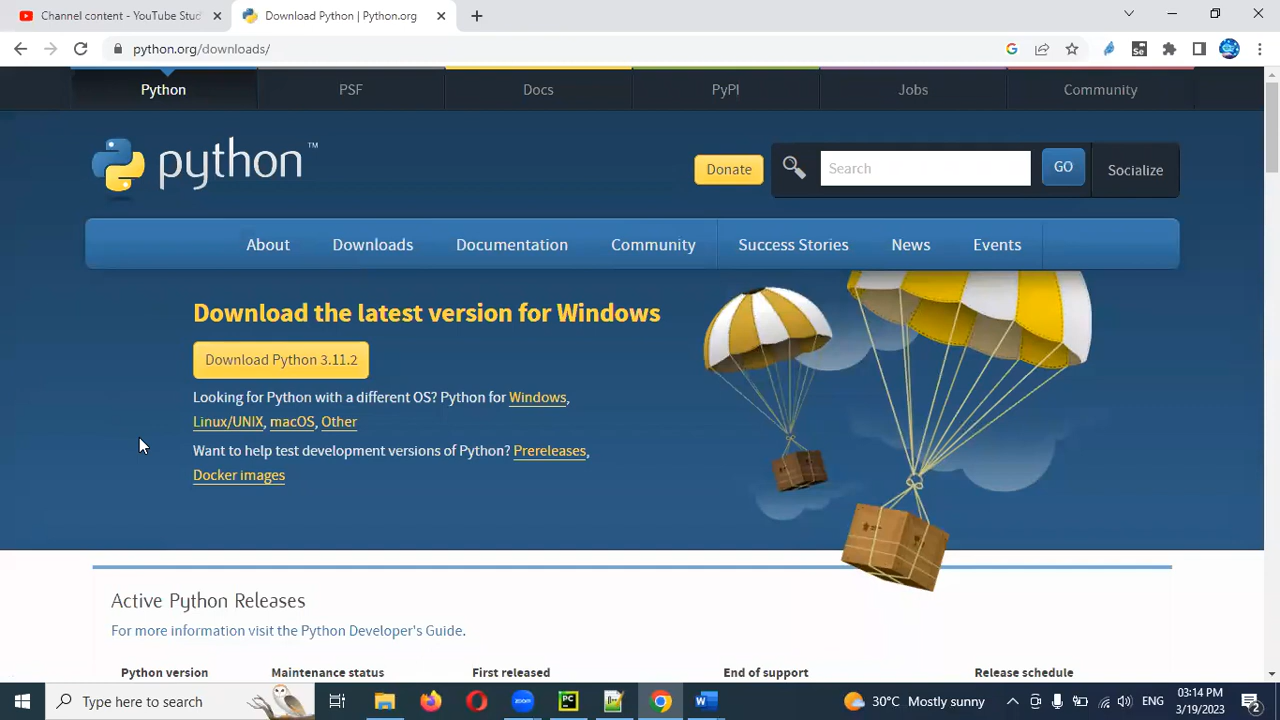 Channel content - YouTube Stud
Download Python | Python.org
python.org/downloads/
Python
PSF
Docs
PyPI
Jobs
Community
python™
Donate
Search
GO
Socialize
About
Downloads
Documentation
Community
Success Stories
News
Events
Download the latest version for Windows
Download Python 3.11.2
Looking for Python with a different OS? Python for Windows,
Linux/UNIX, macOS, Other
Want to help test development versions of Python? Prereleases,
Docker images
Active Python Releases
For more information visit the Python Developer's Guide.
Python version
Maintenance status
First released
End of support
Release schedule
Type here to search
zoom
PC
W
30°C Mostly sunny
ENG
03:14 PM
3/19/2023
2